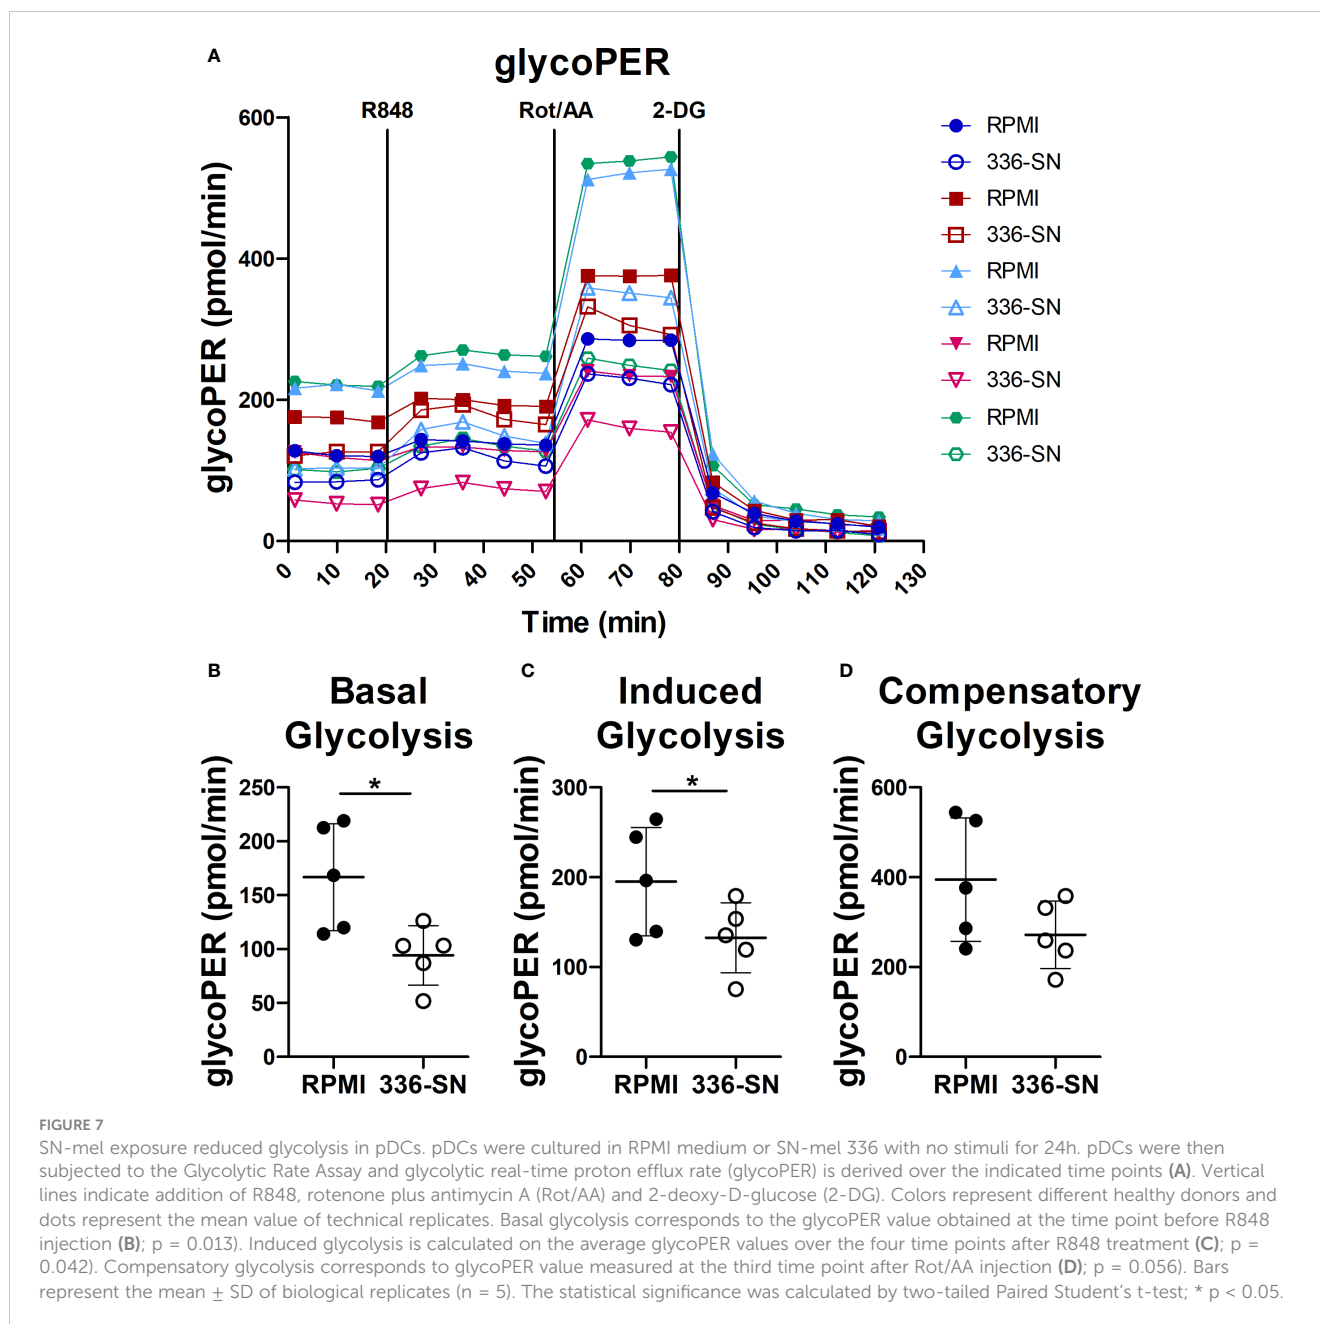 A
glycoPER
R848
Rot/AA
2-DG
600
400
200
0
glycoPER (pmol/min)
0
10
20
30
40
50
60
70
80
90
100
110
120
130
Time (min)
RPMI
336-SN
RPMI
336-SN
RPMI
336-SN
RPMI
336-SN
RPMI
336-SN
B
Basal
Glycolysis
glycoPER (pmol/min)
250
200
150
100
50
0
*
RPMI
336-SN
C
Induced
Glycolysis
glycoPER (pmol/min)
300
200
100
0
*
RPMI
336-SN
D
Compensatory
Glycolysis
glycoPER (pmol/min)
600
400
200
0
RPMI
336-SN
FIGURE 7
SN-mel exposure reduced glycolysis in pDCs. pDCs were cultured in RPMI medium or SN-mel 336 with no stimuli for 24h. pDCs were then
subjected to the Glycolytic Rate Assay and glycolytic real-time proton efflux rate (glycoPER) is derived over the indicated time points (A). Vertical
lines indicate addition of R848, rotenone plus antimycin A (Rot/AA) and 2-deoxy-D-glucose (2-DG). Colors represent different healthy donors and
dots represent the mean value of technical replicates. Basal glycolysis corresponds to the glycoPER value obtained at the time point before R848
injection (B); p = 0.013). Induced glycolysis is calculated on the average glycoPER values over the four time points after R848 treatment (C); p =
0.042). Compensatory glycolysis corresponds to glycoPER value measured at the third time point after Rot/AA injection (D); p = 0.056). Bars
represent the mean ± SD of biological replicates (n = 5). The statistical significance was calculated by two-tailed Paired Student's t-test; * p < 0.05.